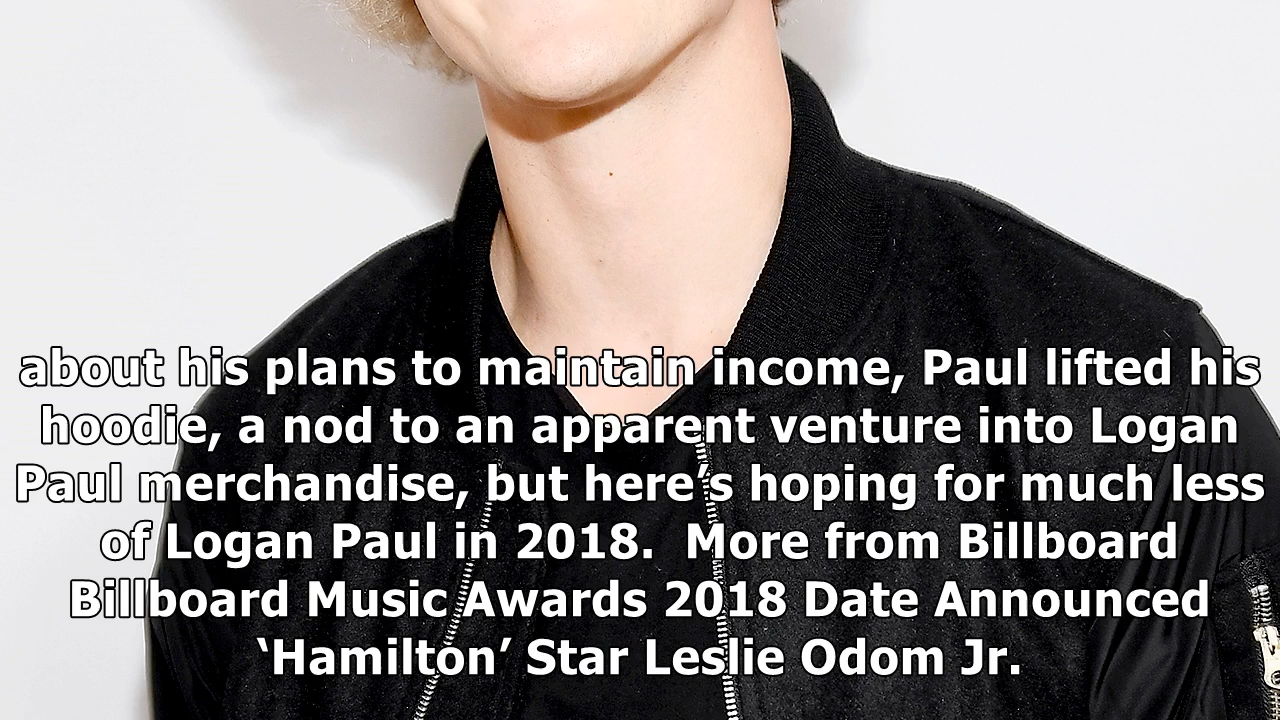 about his plans to maintain income, Paul lifted his
hoodie, a nod to an apparent venture into Logan
Paul merchandise, but here’s hoping for much less
of Logan Paul in 2018.  More from Billboard
Billboard Music Awards 2018 Date Announced
‘Hamilton’ Star Leslie Odom Jr.